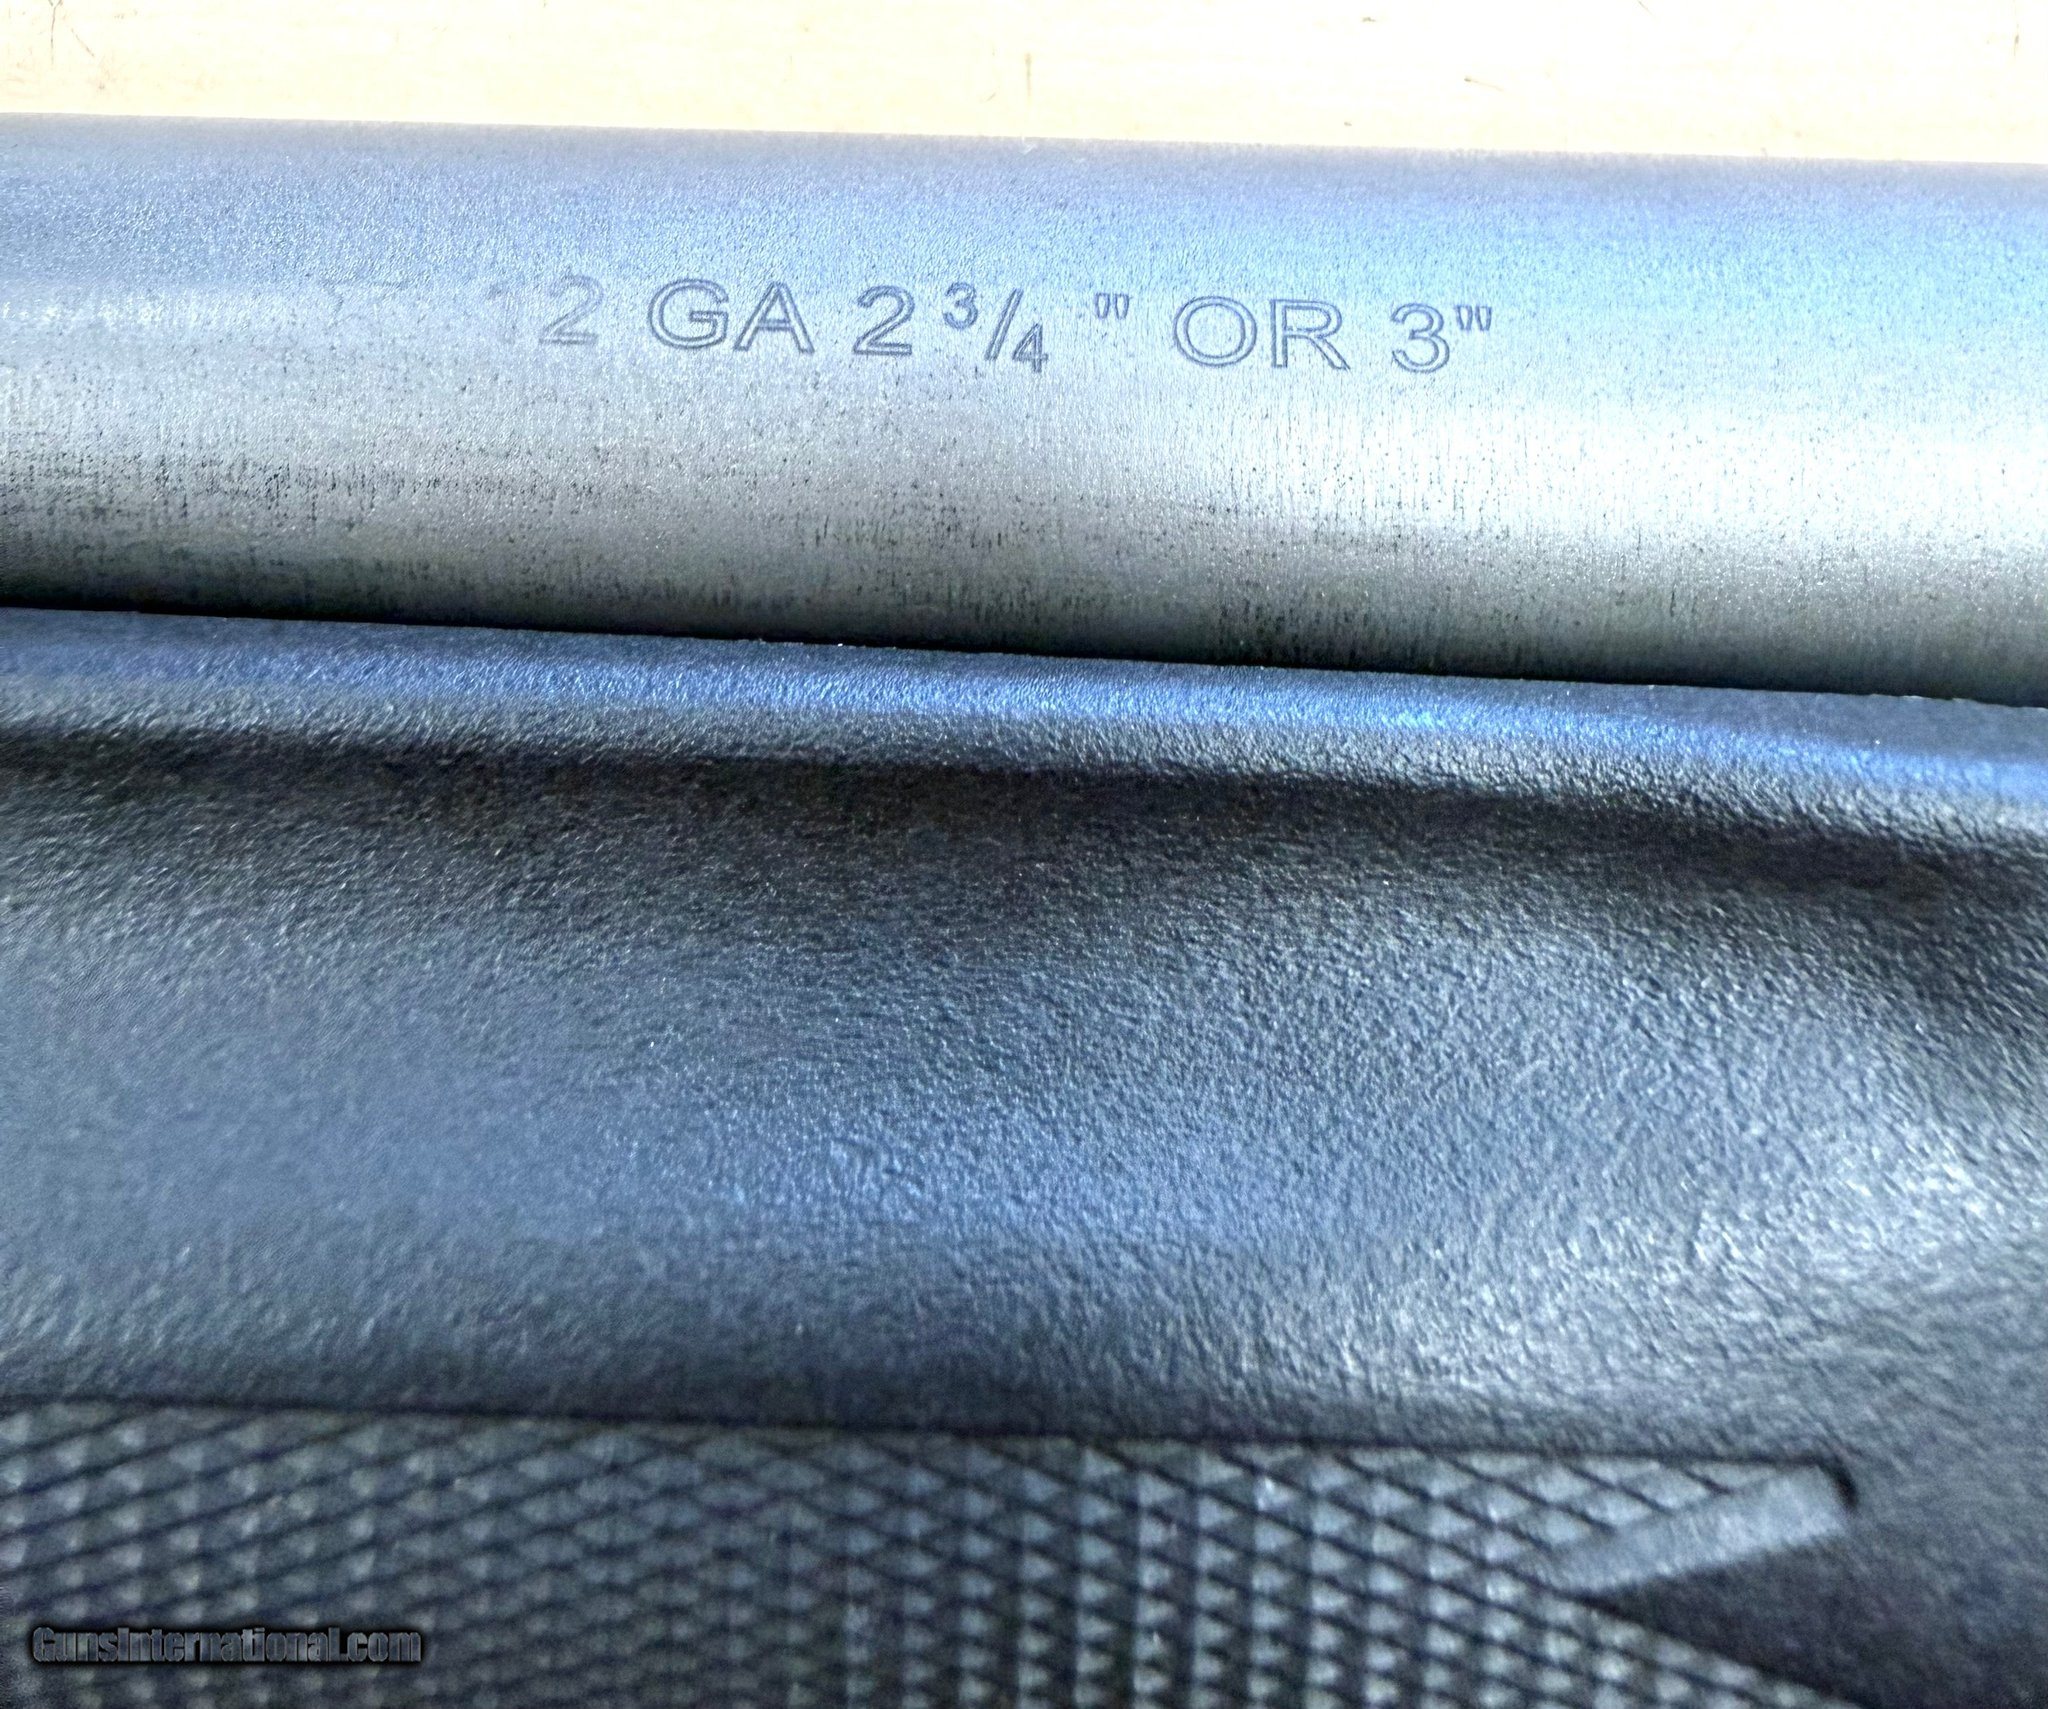 12 GA 2 3/4 " OR 3"
GunsInternational.com